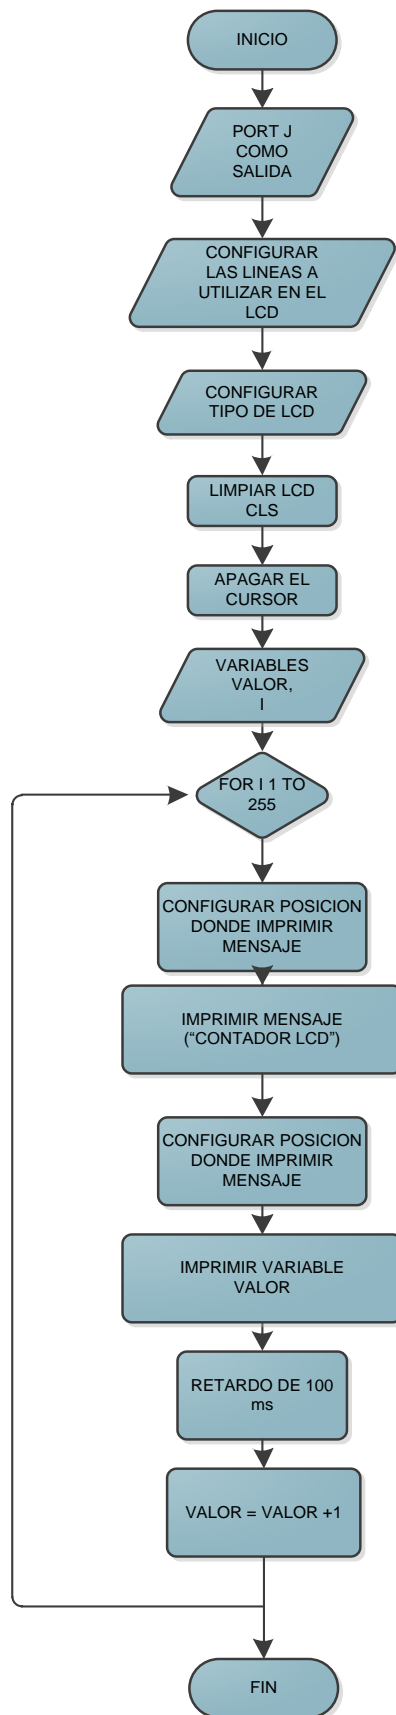 INICIO
PORT J
COMO
SALIDA
CONFIGURAR
LAS LINEAS A
UTILIZAR EN EL
LCD
CONFIGURAR
TIPO DE LCD
LIMPIAR LCD
CLS
APAGAR EL
CURSOR
VARIABLES
VALOR,
I
FOR I 1 TO
255
CONFIGURAR POSICION
DONDE IMPRIMIR
MENSAJE
IMPRIMIR MENSAJE
(“CONTADOR LCD”)
CONFIGURAR POSICION
DONDE IMPRIMIR
MENSAJE
IMPRIMIR VARIABLE
VALOR
RETARDO DE 100
ms
VALOR = VALOR +1
FIN